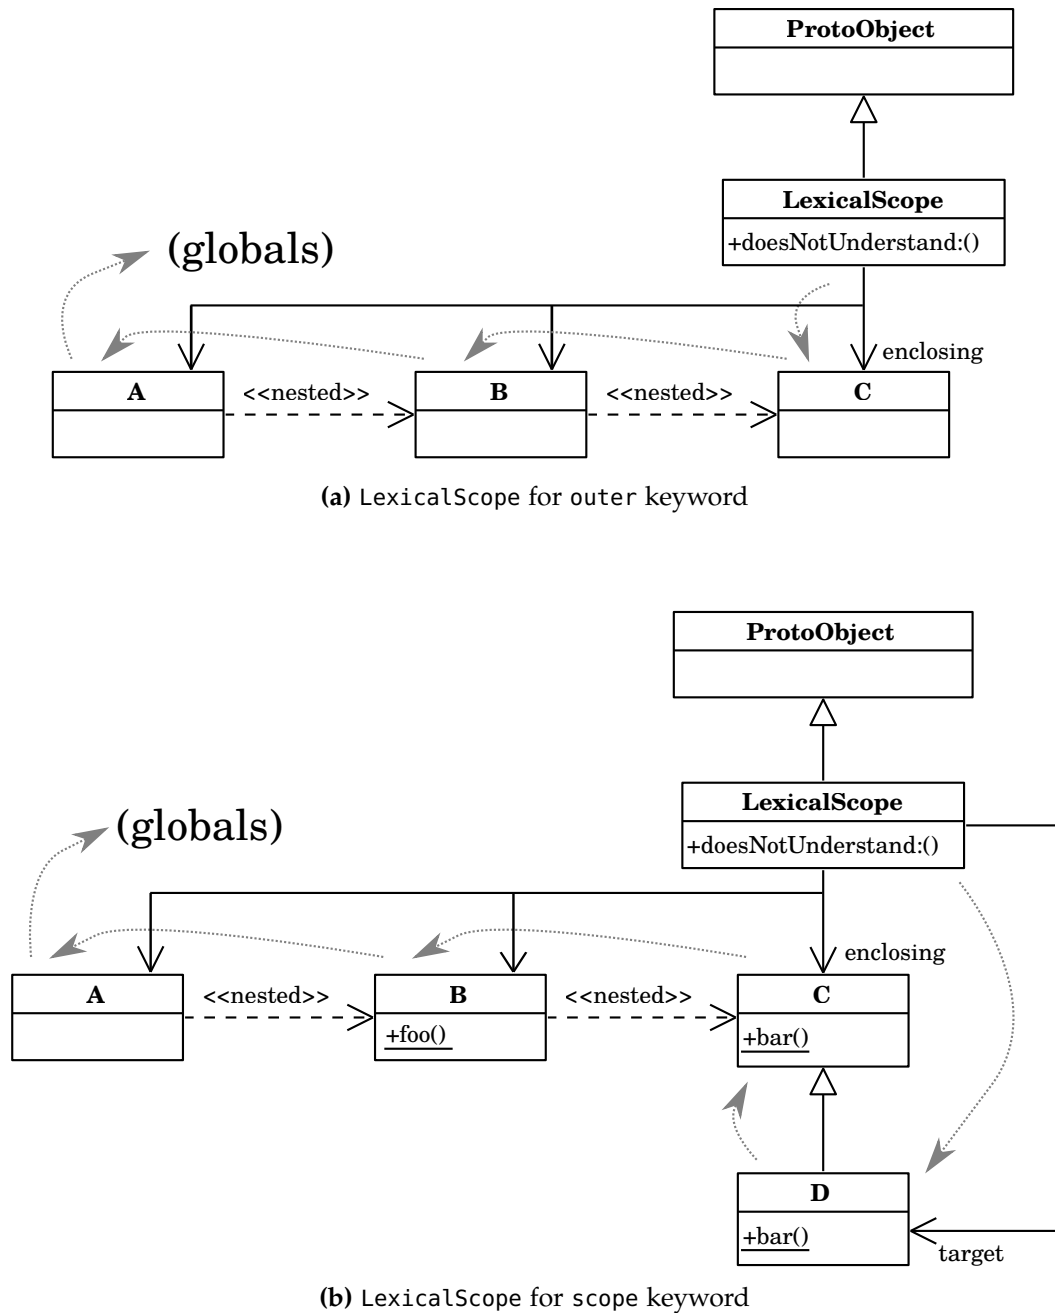 ProtoObject
LexicalScope
+doesNotUnderstand:()
(globals)
enclosing
A <<nested>> B <<nested>> C
(a) LexicalScope for outer keyword
ProtoObject
LexicalScope
+doesNotUnderstand:()
(globals)
enclosing
A <<nested>> B <<nested>> C
+foo() +bar()
D
+bar()
target
(b) LexicalScope for scope keyword